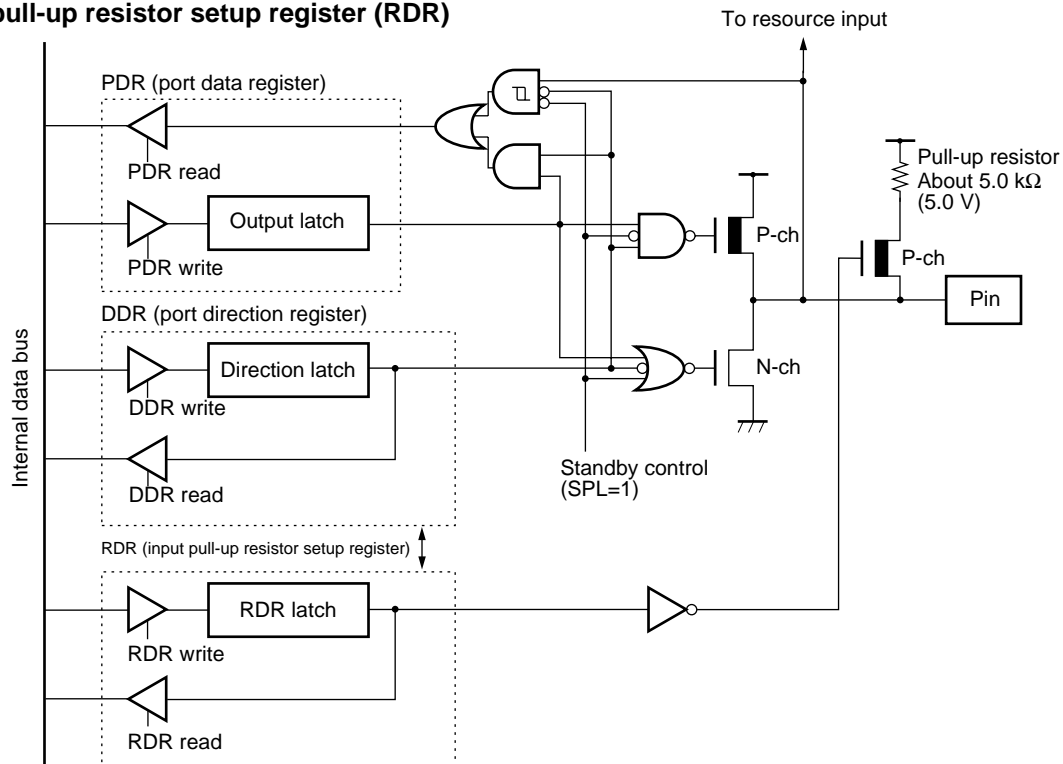 pull-up resistor setup register (RDR)
To resource input
PDR (port data register)
PDR read
Output latch
PDR write
P-ch
Pull-up resistor
About 5.0 kΩ
(5.0 V)
P-ch
Pin
DDR (port direction register)
Direction latch
DDR write
N-ch
DDR read
Standby control
(SPL=1)
Internal data bus
RDR (input pull-up resistor setup register)
RDR latch
RDR write
RDR read